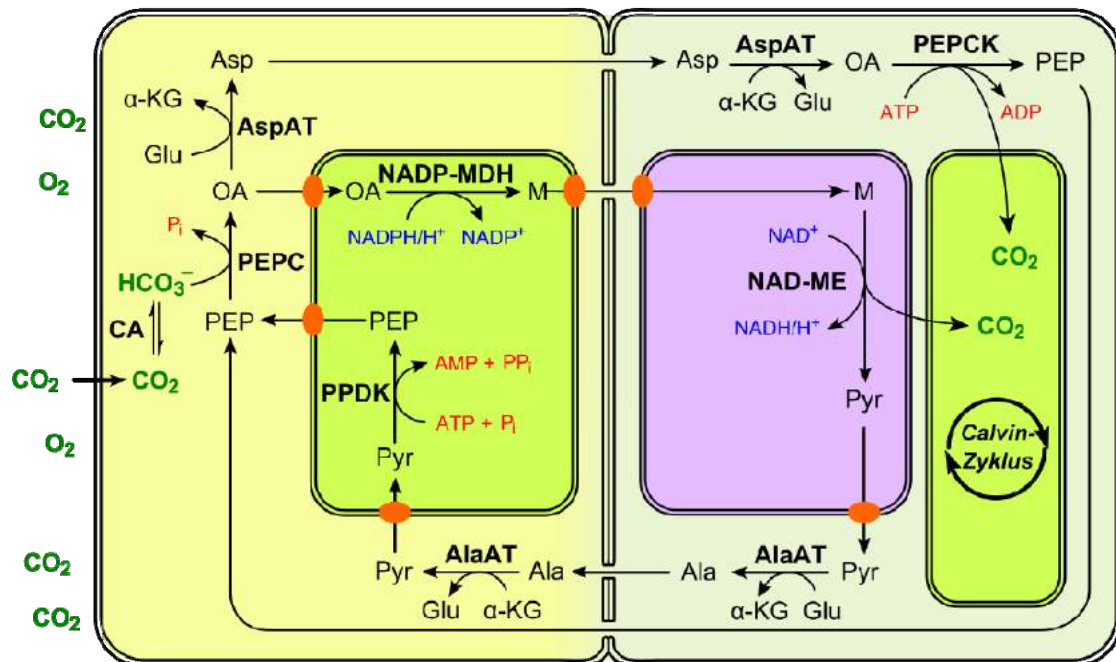 Asp
Asp
AspAT
OA
PEPCK
PEP
α-KG
Glu
ATP
ADP
CO₂
α-KG
AspAT
Glu
O₂
OA
OA
NADP-MDH
M
M
NADPH/H⁺
NADP⁺
NAD⁺
Pᵢ
PEPC
HCO₃⁻
CO₂
NAD-ME
CA
PEP
PEP
NADH/H⁺
CO₂
CO₂
CO₂
AMP + PPᵢ
PPDK
ATP + Pᵢ
Pyr
O₂
Pyr
Calvin-
Zyklus
CO₂
Pyr
AlaAT
Ala
Ala
AlaAT
Pyr
Glu
α-KG
α-KG
Glu
CO₂